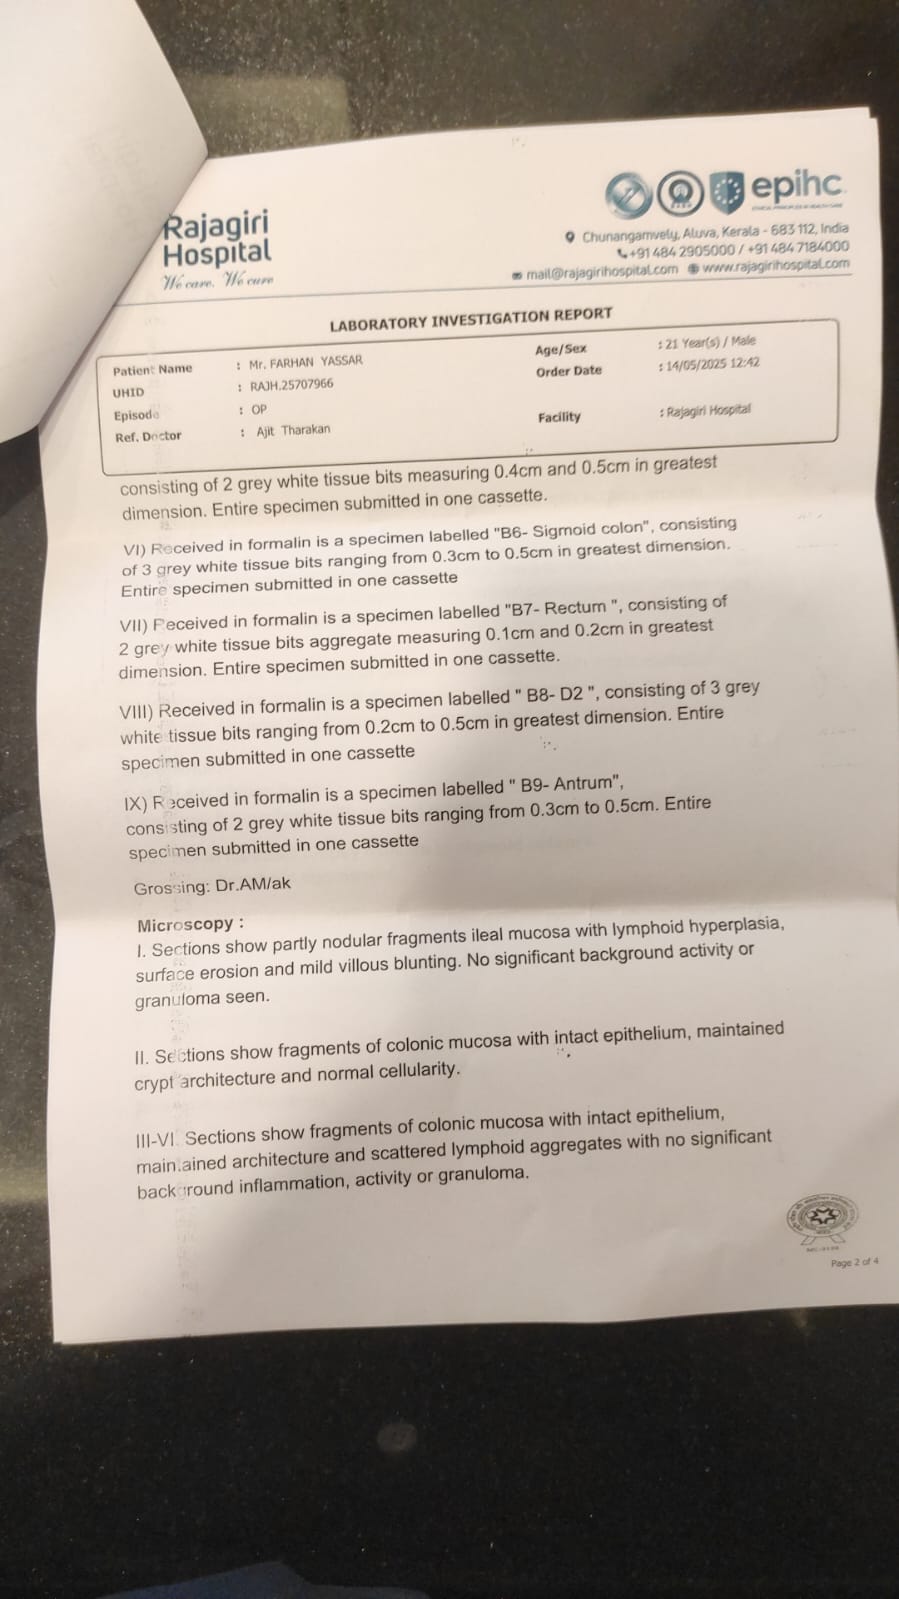 Rajagiri
Hospital
We care. We cure
epihc
Chunangamvely, Aluva, Kerala - 683 112, India
+91 484 2905000 / +91 484 7184000
mail@rajagirihospital.com www.rajagirihospital.com
LABORATORY INVESTIGATION REPORT
Patient Name : Mr. FARHAN YASSAR Age/Sex : 21 Year(s) / Male
UHID : RAJH.25707966 Order Date : 14/05/2025 12:42
Episode : OP
Ref. Doctor : Ajit Tharakan Facility : Rajagiri Hospital
consisting of 2 grey white tissue bits measuring 0.4cm and 0.5cm in greatest
dimension. Entire specimen submitted in one cassette.
VI) Received in formalin is a specimen labelled "B6- Sigmoid colon", consisting
of 3 grey white tissue bits ranging from 0.3cm to 0.5cm in greatest dimension.
Entire specimen submitted in one cassette
VII) Received in formalin is a specimen labelled "B7- Rectum ", consisting of
2 grey white tissue bits aggregate measuring 0.1cm and 0.2cm in greatest
dimension. Entire specimen submitted in one cassette.
VIII) Received in formalin is a specimen labelled " B8- D2 ", consisting of 3 grey
white tissue bits ranging from 0.2cm to 0.5cm in greatest dimension. Entire
specimen submitted in one cassette
IX) Received in formalin is a specimen labelled " B9- Antrum",
consisting of 2 grey white tissue bits ranging from 0.3cm to 0.5cm. Entire
specimen submitted in one cassette
Grossing: Dr.AM/ak
Microscopy :
I. Sections show partly nodular fragments ileal mucosa with lymphoid hyperplasia,
surface erosion and mild villous blunting. No significant background activity or
granuloma seen.
II. Sections show fragments of colonic mucosa with intact epithelium, maintained
crypt architecture and normal cellularity.
III-VI. Sections show fragments of colonic mucosa with intact epithelium,
maintained architecture and scattered lymphoid aggregates with no significant
background inflammation, activity or granuloma.
Page 2 of 4